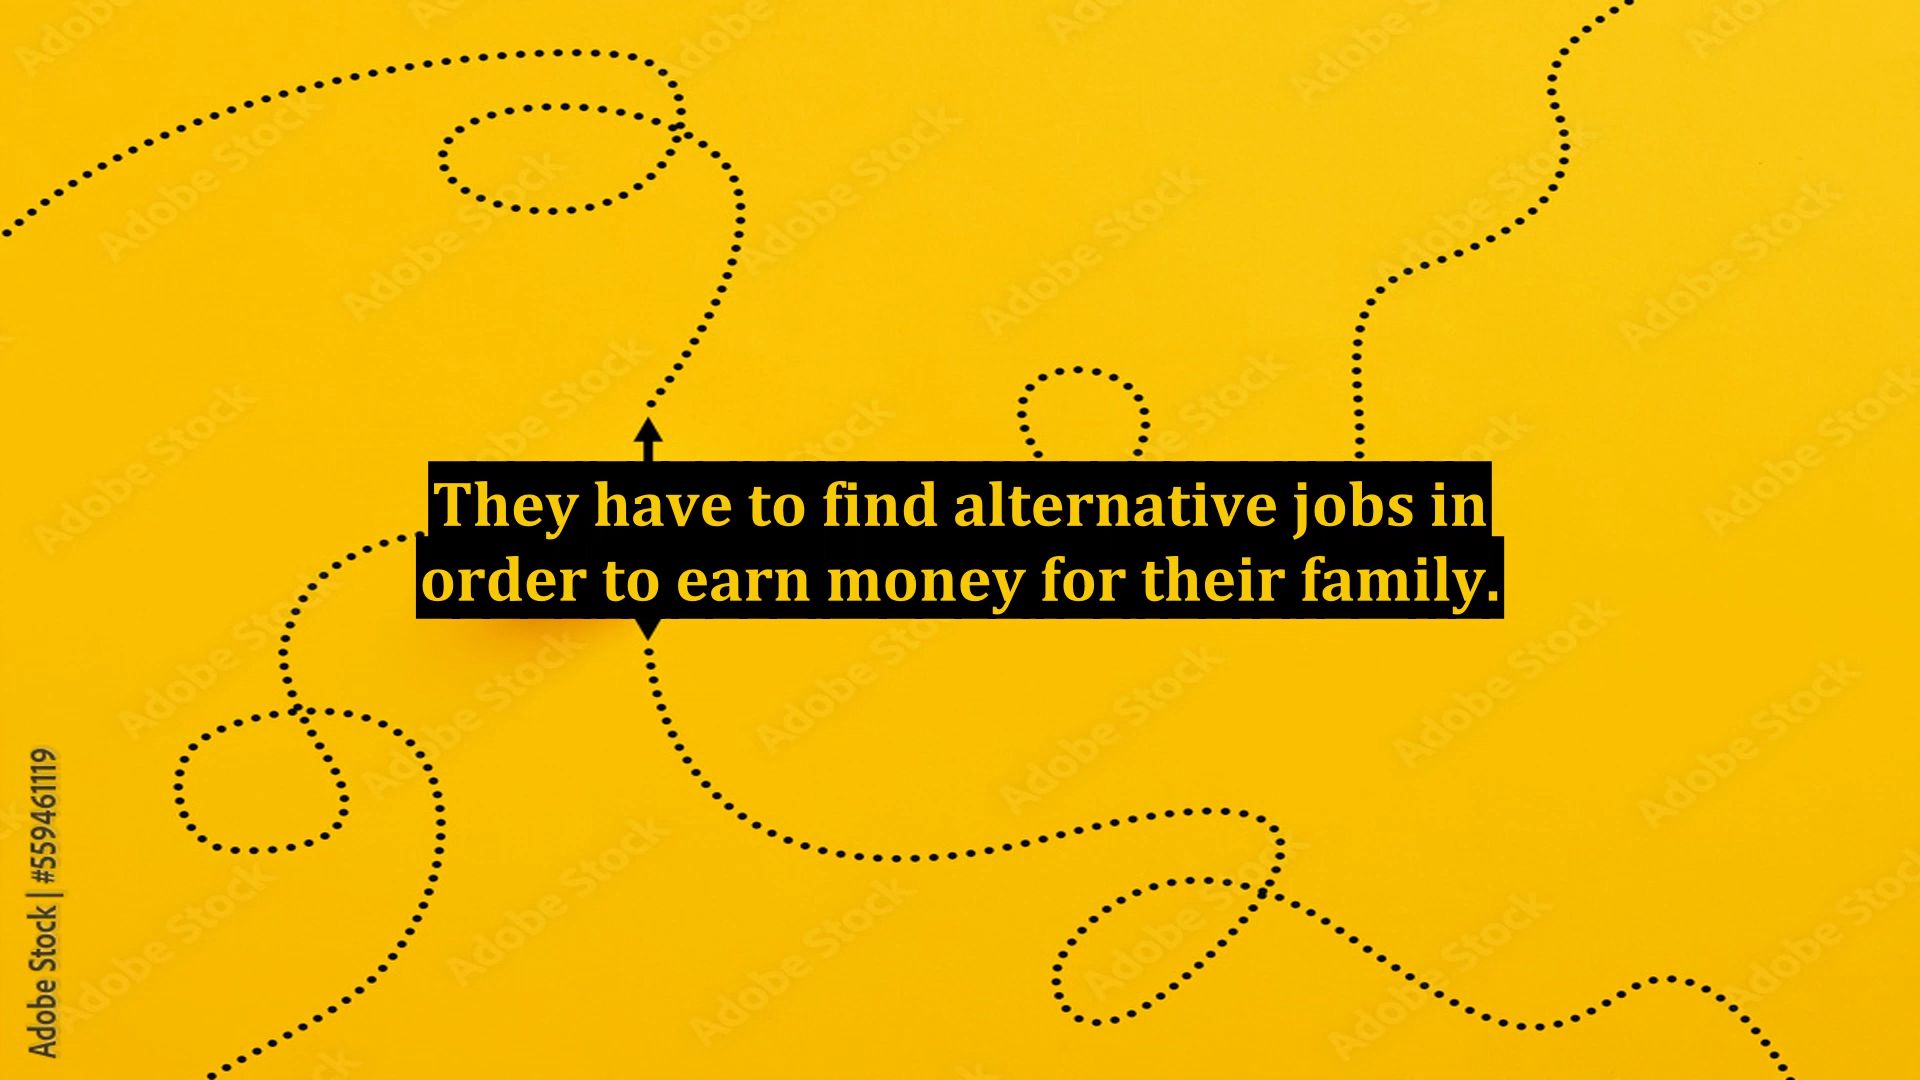 They have to find alternative jobs in
order to earn money for their family.
Adobe Stock | #559461119